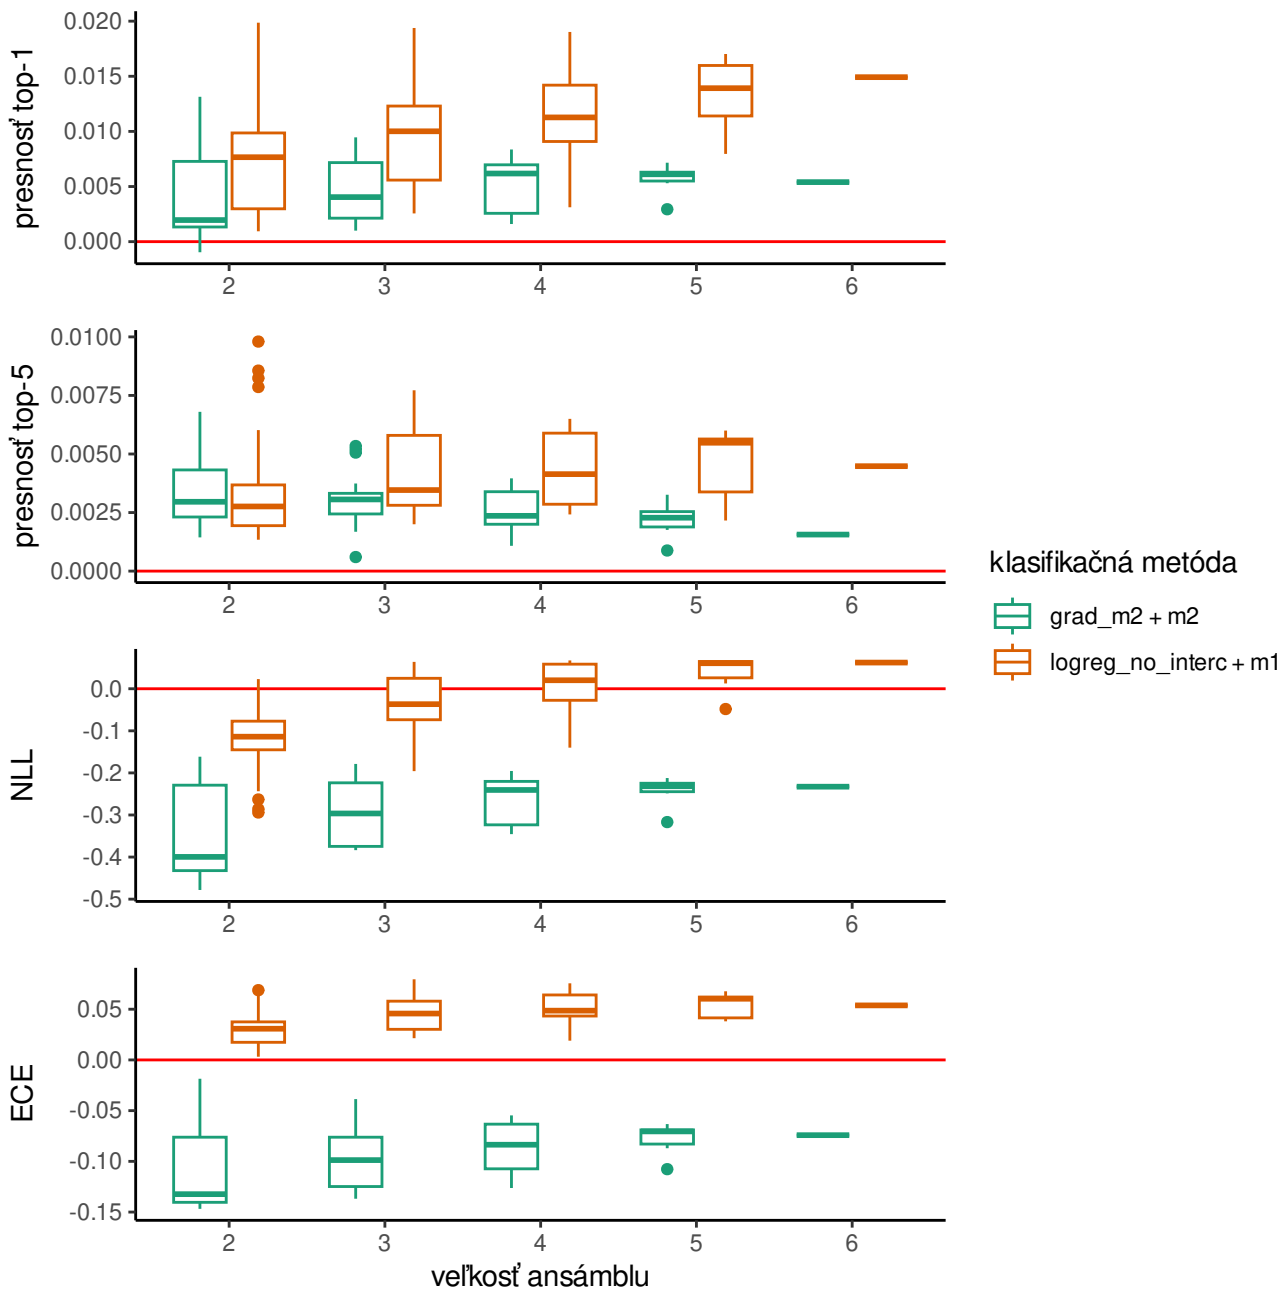 presnosť top-1
0.020
0.015
0.010
0.005
0.000
2 3 4 5 6
presnosť top-5
0.0100
0.0075
0.0050
0.0025
0.0000
2 3 4 5 6
NLL
0.0
-0.1
-0.2
-0.3
-0.4
-0.5
2 3 4 5 6
ECE
0.05
0.00
-0.05
-0.10
-0.15
2 3 4 5 6
veľkosť ansámblu
klasifikačná metóda
grad_m2 + m2
logreg_no_interc + m1